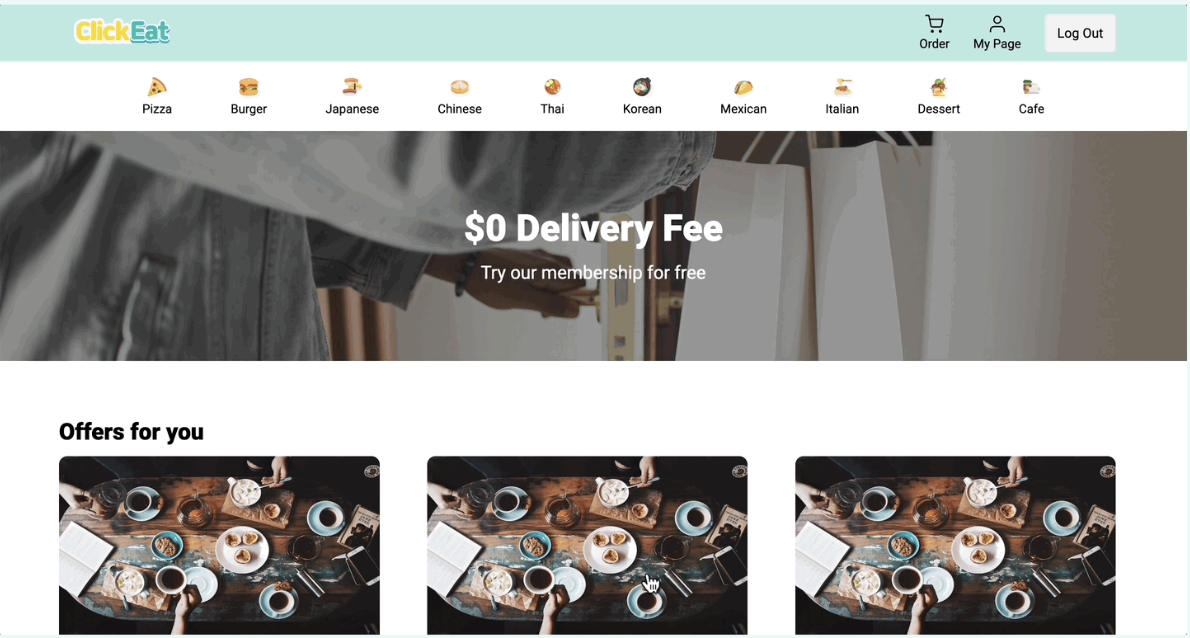 ClickEat
Order
My Page
Log Out
Pizza
Burger
Japanese
Chinese
Thai
Korean
Mexican
Italian
Dessert
Cafe
$0 Delivery Fee
Try our membership for free
Offers for you